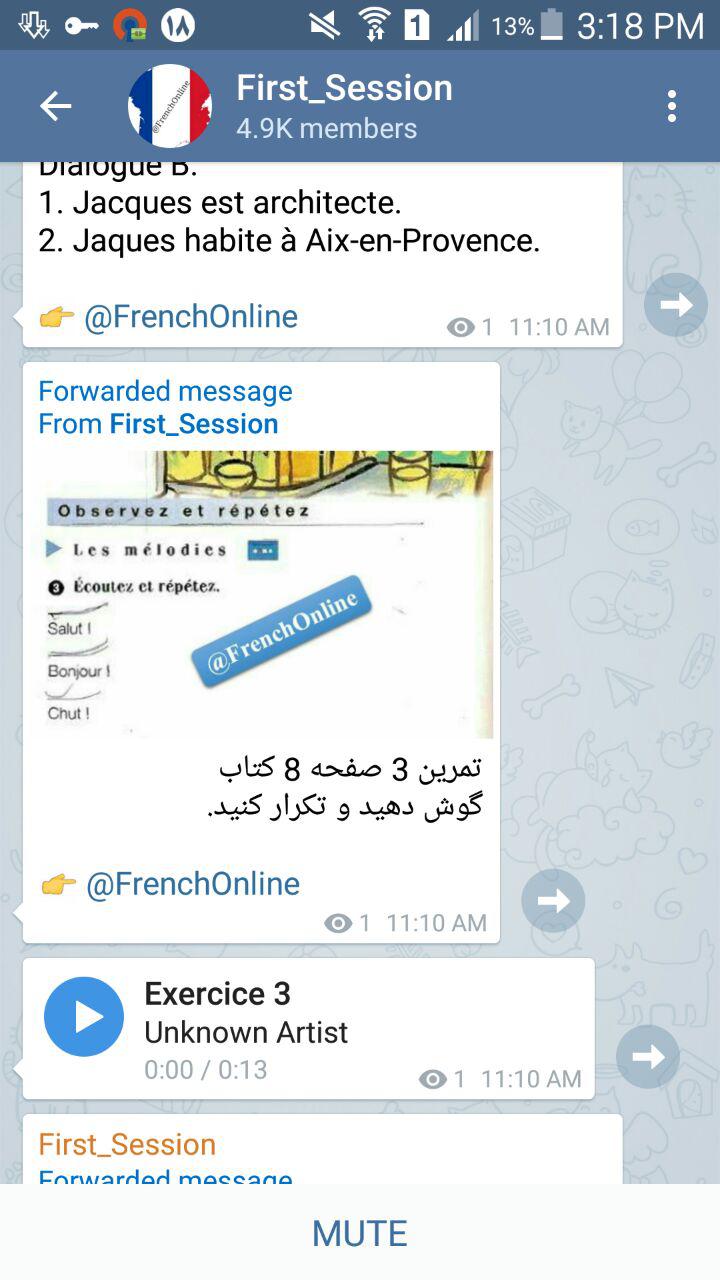 1 13% 3:18 PM
@FrenchOnline
First_Session
4.9K members
Dialogue B.
1. Jacques est architecte.
2. Jaques habite à Aix-en-Provence.
👉 @FrenchOnline
1 11:10 AM
Forwarded message
From First_Session
Observez et répétez
Les mélodies
3 Écoutez et répétez.
Salut !
Bonjour !
Chut !
@FrenchOnline
تمرین 3 صفحه 8 کتاب
گوش دهید و تکرار کنید.
👉 @FrenchOnline
1 11:10 AM
Exercice 3
Unknown Artist
0:00 / 0:13
1 11:10 AM
First_Session
Forwarded message
MUTE